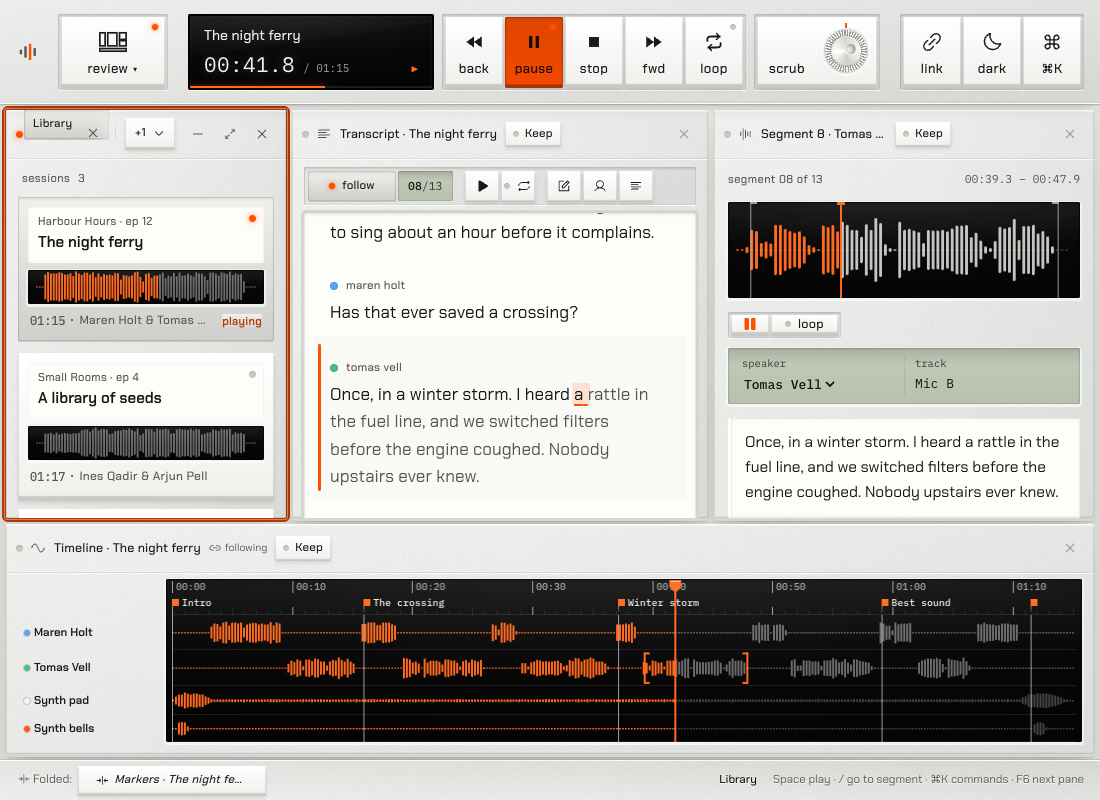 review ▾
The night ferry
00:41.8 / 01:15
back
pause
stop
fwd
loop
scrub
link
dark
⌘K
Library
+1
sessions 3
Harbour Hours · ep 12
The night ferry
01:15 · Maren Holt & Tomas ... playing
Small Rooms · ep 4
A library of seeds
01:17 · Ines Qadir & Arjun Pell
Transcript · The night ferry
Keep
follow
08/13
to sing about an hour before it complains.
maren holt
Has that ever saved a crossing?
tomas vell
Once, in a winter storm. I heard a rattle in
the fuel line, and we switched filters
before the engine coughed. Nobody
upstairs ever knew.
Segment 8 · Tomas ...
Keep
segment 08 of 13
00:39.3 – 00:47.9
loop
speaker
Tomas Vell
track
Mic B
Once, in a winter storm. I heard a rattle in the
fuel line, and we switched filters before the
engine coughed. Nobody upstairs ever knew.
Timeline · The night ferry
following
Keep
00:00 00:10 00:20 00:30 00:40 00:50 01:00 01:10
Intro The crossing Winter storm Best sound
Maren Holt
Tomas Vell
Synth pad
Synth bells
Folded:
Markers · The night fe...
Library
Space play · / go to segment · ⌘K commands · F6 next pane